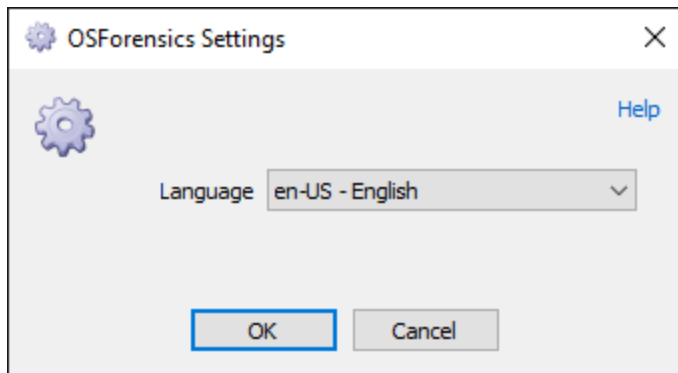 OSForensics Settings
Help
Language en-US - English
OK Cancel